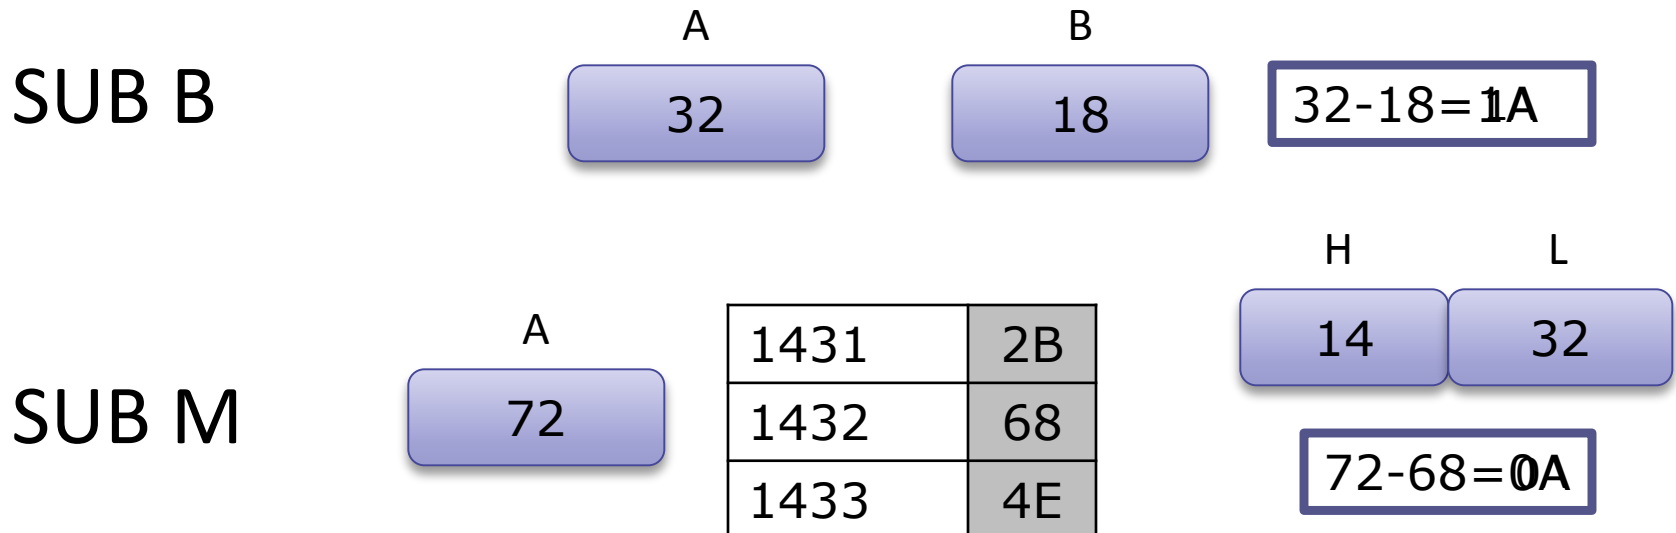 A B
SUB B 32 18 32-18=1A
H L
14 32
A
SUB M 72
1431 2B
1432 68
1433 4E
72-68=0A